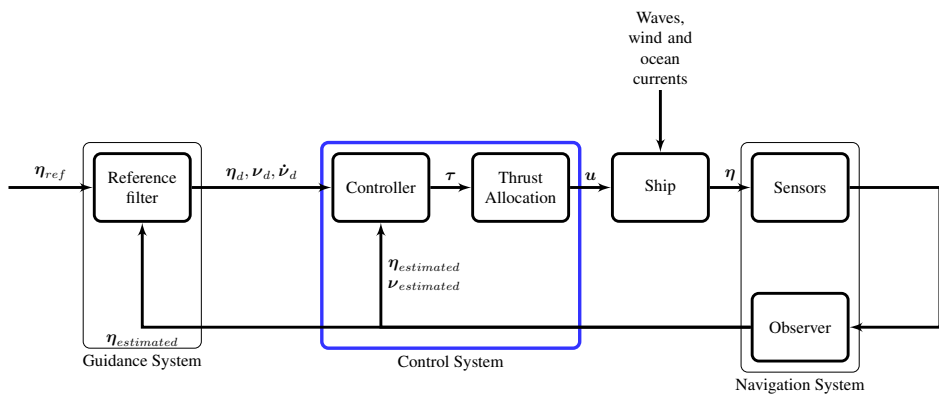 Waves,
wind and
ocean
currents
η_ref
Reference
filter
η_d, ν_d, ν̇_d
Controller
τ
Thrust
Allocation
u
Ship
η
Sensors
η_estimated
ν_estimated
Observer
η_estimated
Guidance System
Control System
Navigation System